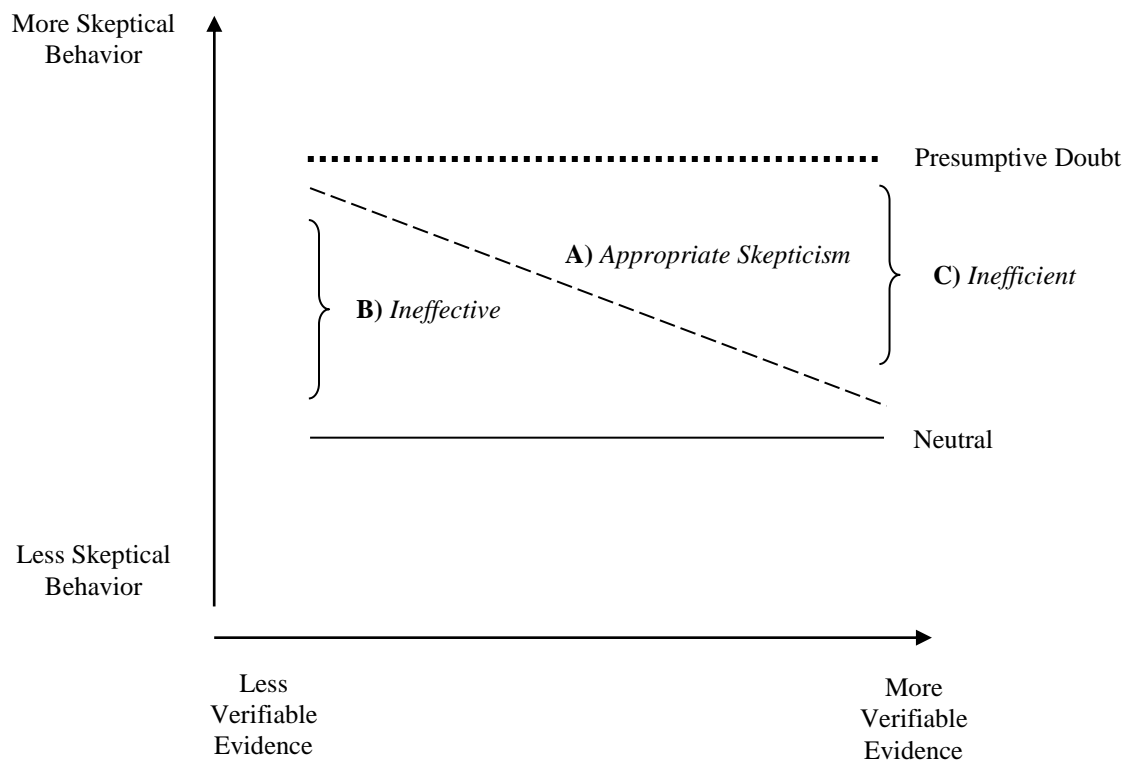 More Skeptical
Behavior
Presumptive Doubt
A) Appropriate Skepticism
C) Inefficient
B) Ineffective
Neutral
Less Skeptical
Behavior
Less
Verifiable
Evidence
More
Verifiable
Evidence